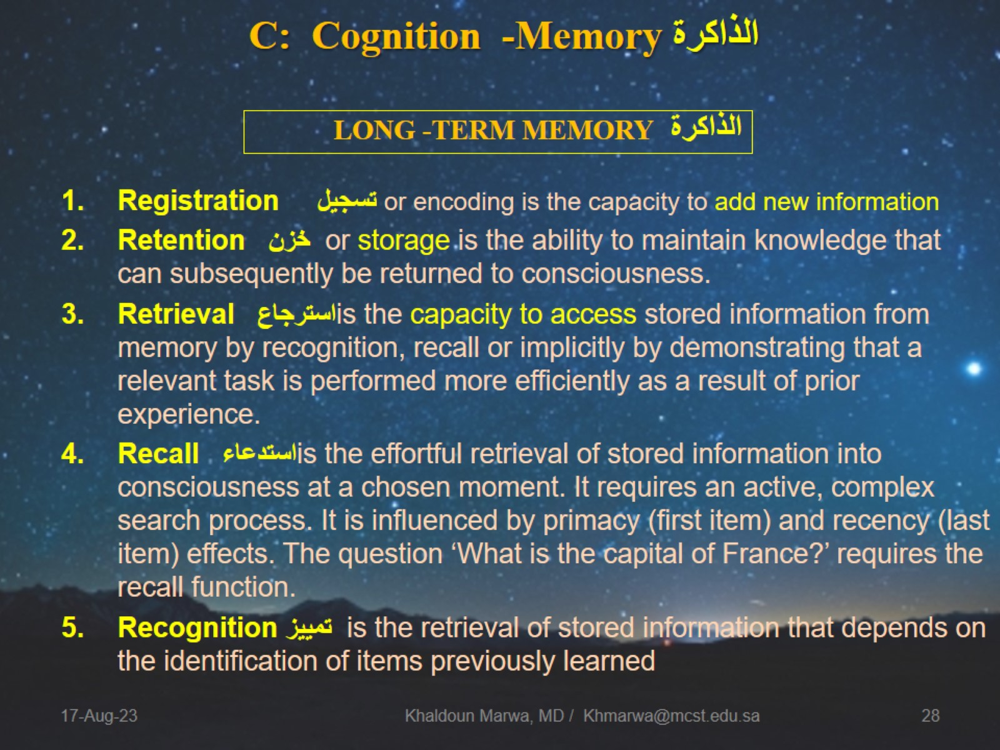 C:  Cognition  -Memory الذاكرة
LONG -TERM MEMORY الذاكرة
1. Registration تسجيل or encoding is the capacity to add new information
2. Retention خزن or storage is the ability to maintain knowledge that
can subsequently be returned to consciousness.
3. Retrieval استرجاع is the capacity to access stored information from
memory by recognition, recall or implicitly by demonstrating that a
relevant task is performed more efficiently as a result of prior
experience.
4. Recall استدعاء is the effortful retrieval of stored information into
consciousness at a chosen moment. It requires an active, complex
search process. It is influenced by primacy (first item) and recency (last
item) effects. The question ‘What is the capital of France?’ requires the
recall function.
5. Recognition تمييز is the retrieval of stored information that depends on
the identification of items previously learned
17-Aug-23 Khaldoun Marwa, MD / Khmarwa@mcst.edu.sa 28